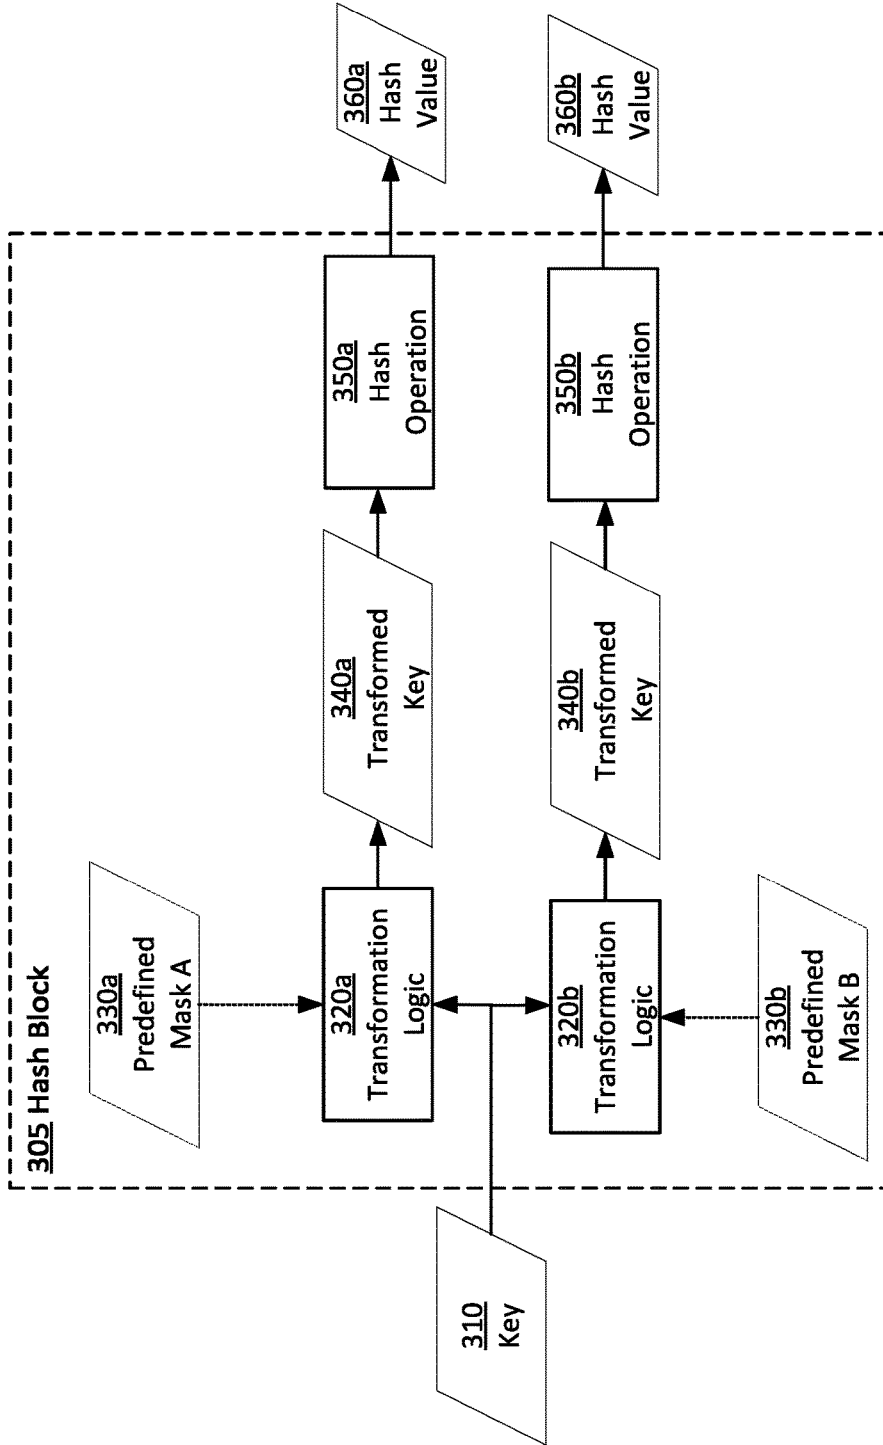 305 Hash Block
330a
Predefined
Mask A
310
Key
320a
Transformation
Logic
340a
Transformed
Key
350a
Hash
Operation
360a
Hash
Value
320b
Transformation
Logic
340b
Transformed
Key
350b
Hash
Operation
360b
Hash
Value
330b
Predefined
Mask B